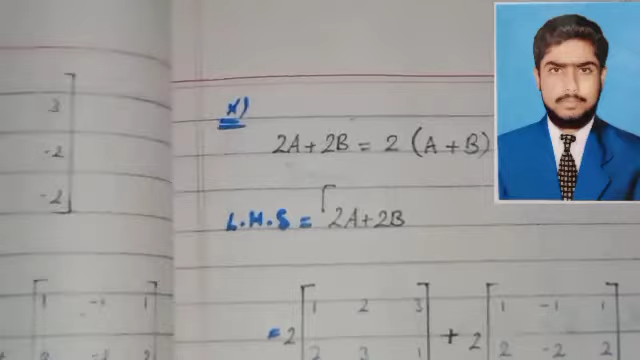 3
-2
-2
1 -1 1
x)
2A+2B = 2 (A+B)
L.H.S = 2A+2B
= 2 [ 1 2 3 ] + 2 [ 1 -1 1 ]
2 3 1 2 -2 2